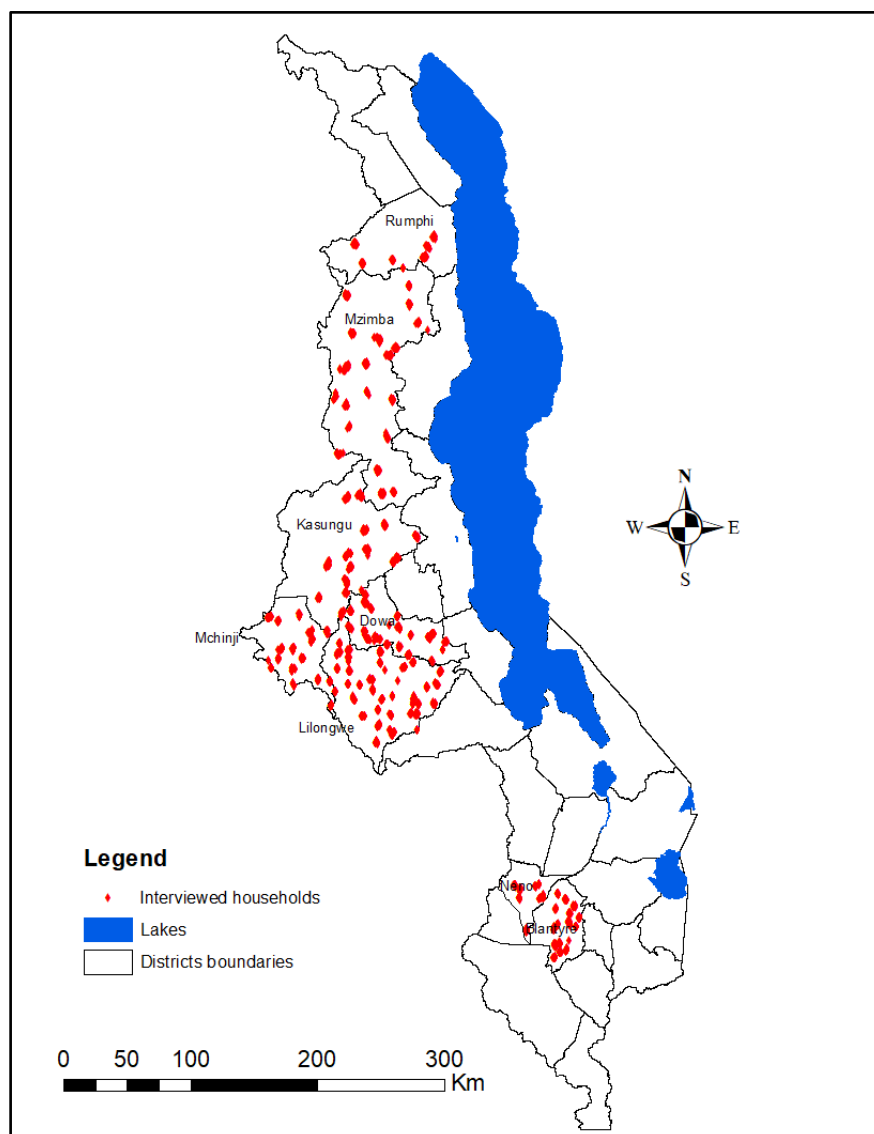 Rumphi
Mzimba
N
W E
S
Kasungu
Dowa
Mchinji
Lilongwe
Legend
Interviewed households
Lakes
Districts boundaries
Neno
Blantyre
0 50 100 200 300
Km